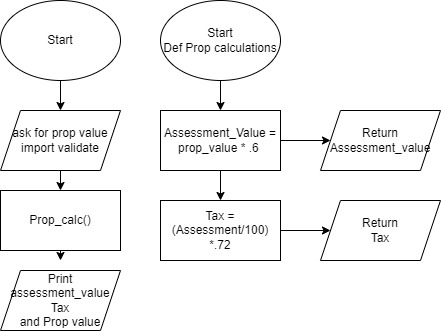 Start
ask for prop value
import validate
Prop_calc()
Print
assessment_value
Tax
and Prop value
Start
Def Prop calculations
Assessment_Value =
prop_value * .6
Return
Assessment_value
Tax =
(Assessment/100)
*.72
Return
Tax